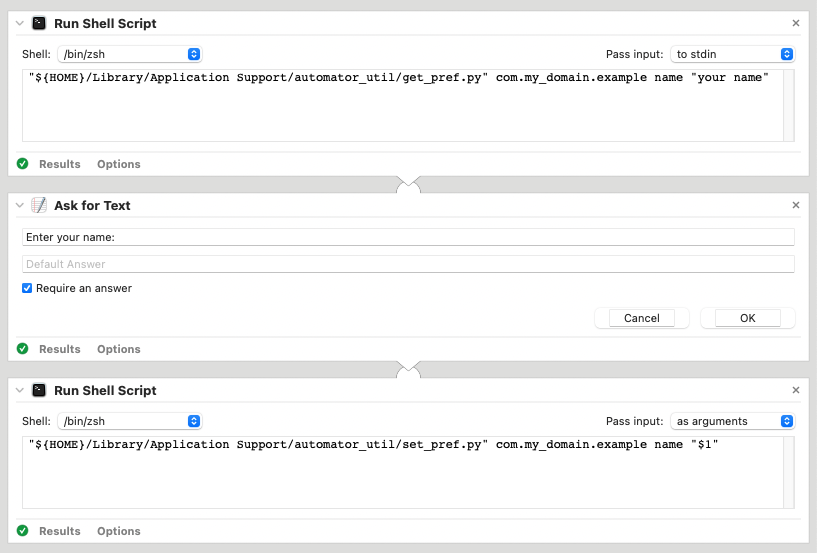 Run Shell Script
Shell: /bin/zsh Pass input: to stdin
"${HOME}/Library/Application Support/automator_util/get_pref.py" com.my_domain.example name "your name"
Results Options
Ask for Text
Enter your name:
Default Answer
Require an answer
Cancel OK
Results Options
Run Shell Script
Shell: /bin/zsh Pass input: as arguments
"${HOME}/Library/Application Support/automator_util/set_pref.py" com.my_domain.example name "$1"
Results Options